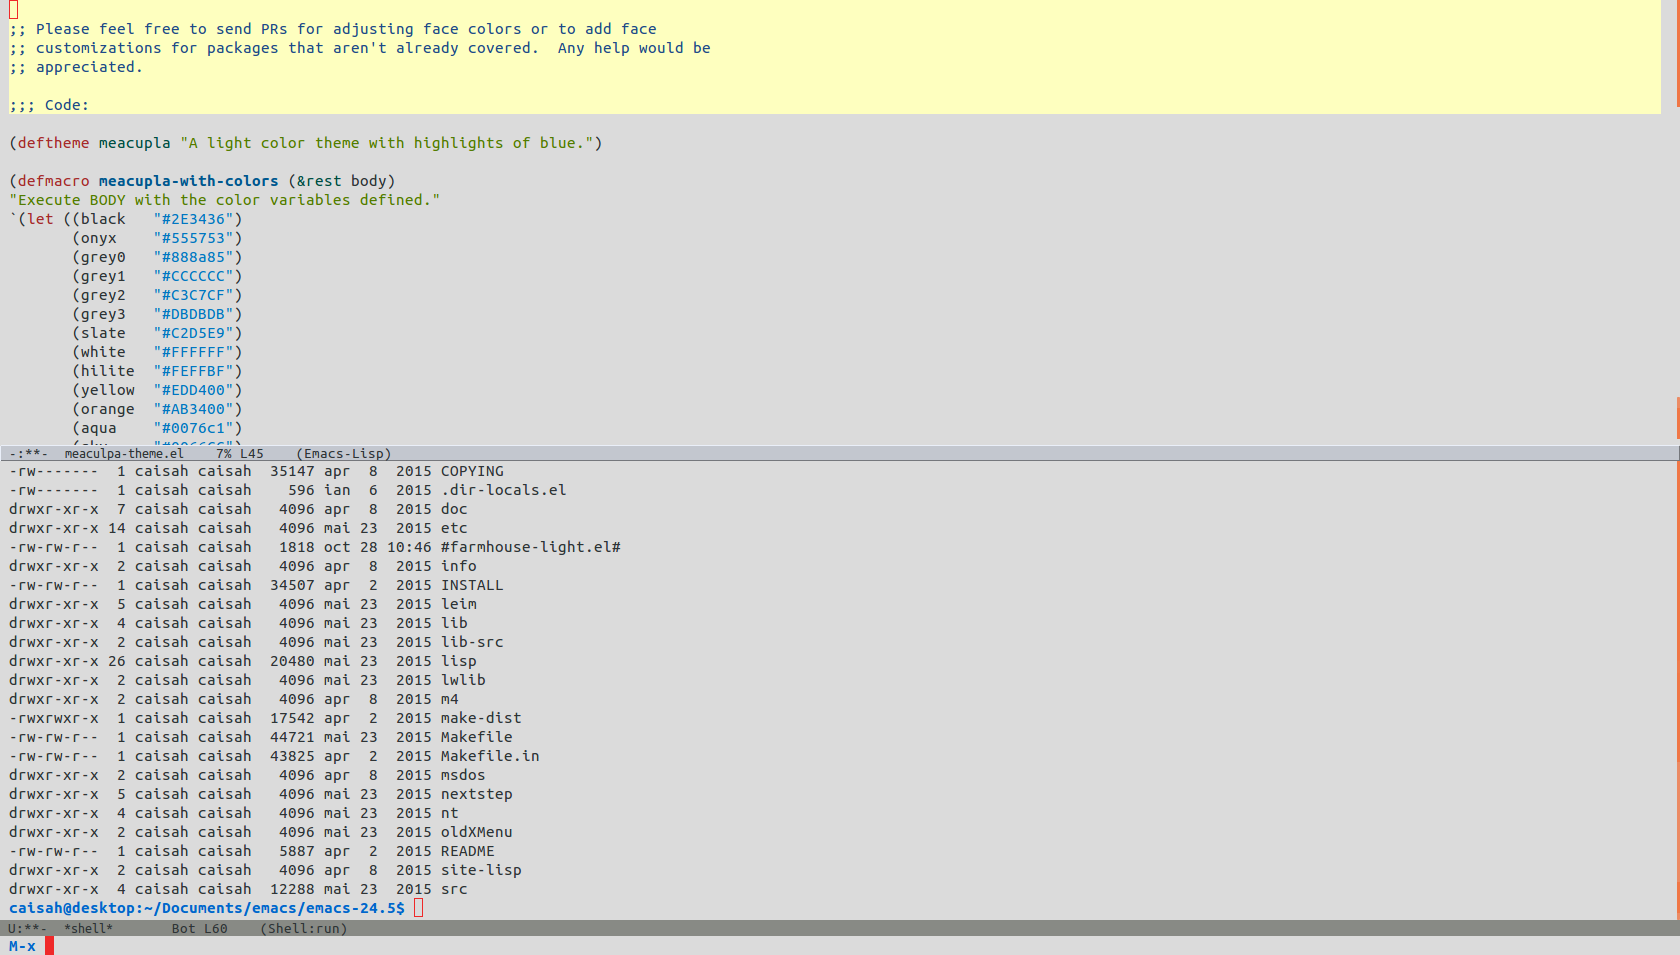 ;; Please feel free to send PRs for adjusting face colors or to add face
;; customizations for packages that aren't already covered.  Any help would be
;; appreciated.
;;; Code:
(deftheme meacupla "A light color theme with highlights of blue.")
(defmacro meacupla-with-colors (&rest body)
"Execute BODY with the color variables defined."
`(let ((black   "#2E3436")
       (onyx    "#555753")
       (grey0   "#888a85")
       (grey1   "#CCCCCC")
       (grey2   "#C3C7CF")
       (grey3   "#DBDBDB")
       (slate   "#C2D5E9")
       (white   "#FFFFFF")
       (hilite  "#FEFFBF")
       (yellow  "#EDD400")
       (orange  "#AB3400")
       (aqua    "#0076c1")
-:**-  meaculpa-theme.el    7% L45    (Emacs-Lisp)
-rw-------  1 caisah caisah  35147 apr  8  2015 COPYING
-rw-------  1 caisah caisah    596 ian  6  2015 .dir-locals.el
drwxr-xr-x  7 caisah caisah   4096 apr  8  2015 doc
drwxr-xr-x 14 caisah caisah   4096 mai 23  2015 etc
-rw-rw-r--  1 caisah caisah   1818 oct 28 10:46 #farmhouse-light.el#
drwxr-xr-x  2 caisah caisah   4096 apr  8  2015 info
-rw-rw-r--  1 caisah caisah  34507 apr  2  2015 INSTALL
drwxr-xr-x  5 caisah caisah   4096 mai 23  2015 leim
drwxr-xr-x  4 caisah caisah   4096 mai 23  2015 lib
drwxr-xr-x  2 caisah caisah   4096 mai 23  2015 lib-src
drwxr-xr-x 26 caisah caisah  20480 mai 23  2015 lisp
drwxr-xr-x  2 caisah caisah   4096 mai 23  2015 lwlib
drwxr-xr-x  2 caisah caisah   4096 apr  8  2015 m4
-rwxrwxr-x  1 caisah caisah  17542 apr  2  2015 make-dist
-rw-rw-r--  1 caisah caisah  44721 mai 23  2015 Makefile
-rw-rw-r--  1 caisah caisah  43825 apr  2  2015 Makefile.in
drwxr-xr-x  2 caisah caisah   4096 apr  8  2015 msdos
drwxr-xr-x  5 caisah caisah   4096 mai 23  2015 nextstep
drwxr-xr-x  4 caisah caisah   4096 mai 23  2015 nt
drwxr-xr-x  2 caisah caisah   4096 mai 23  2015 oldXMenu
-rw-rw-r--  1 caisah caisah   5887 apr  2  2015 README
drwxr-xr-x  2 caisah caisah   4096 apr  8  2015 site-lisp
drwxr-xr-x  4 caisah caisah  12288 mai 23  2015 src
caisah@desktop:~/Documents/emacs/emacs-24.5$
U:**-  *shell*       Bot L60    (Shell:run)
M-x